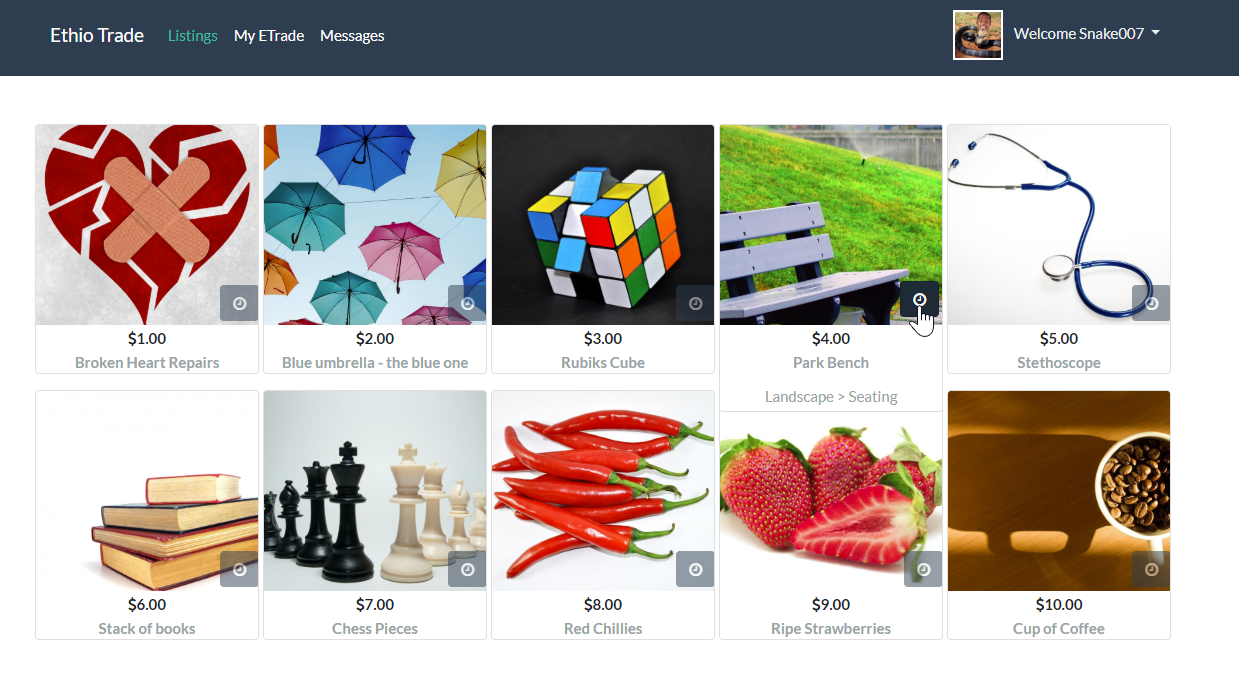 Ethio Trade Listings My ETrade Messages Welcome Snake007
$1.00 $2.00 $3.00 $4.00 $5.00
Broken Heart Repairs Blue umbrella - the blue one Rubiks Cube Park Bench Stethoscope
Landscape > Seating
$6.00 $7.00 $8.00 $9.00 $10.00
Stack of books Chess Pieces Red Chillies Ripe Strawberries Cup of Coffee